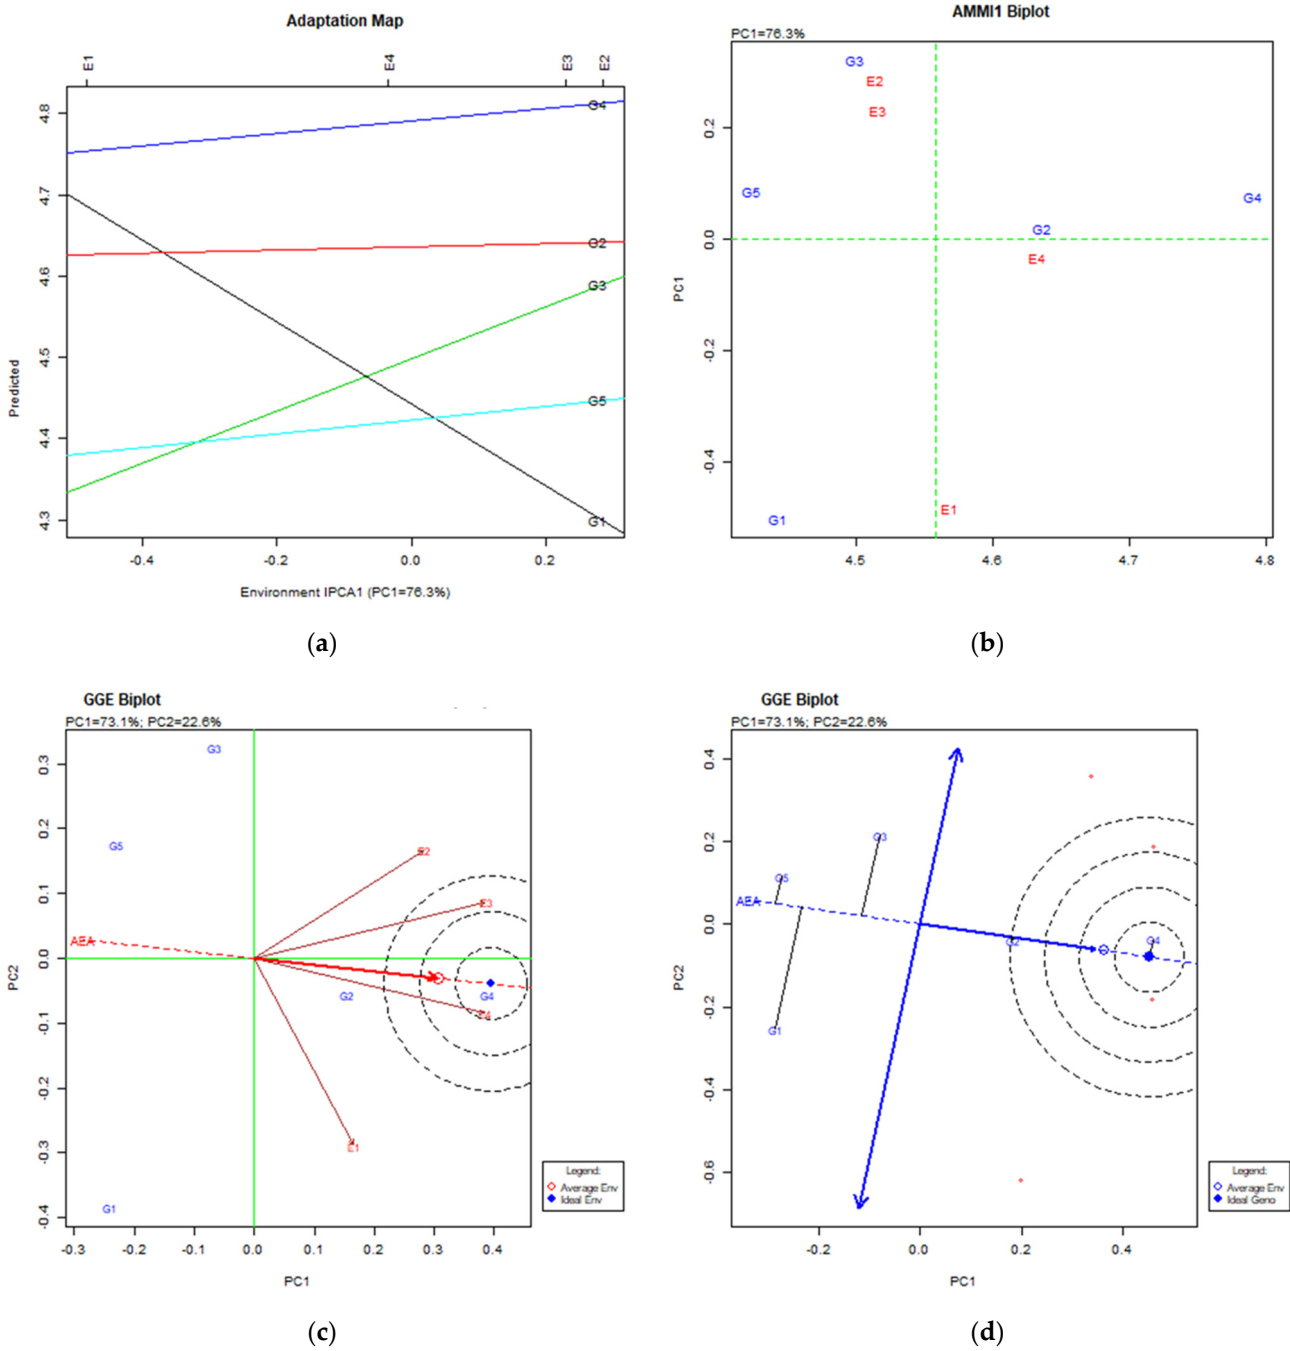 Adaptation Map
E1
E4
E3
E2
Predicted
4.8
4.7
4.6
4.5
4.4
4.3
G4
G2
G3
G5
G1
-0.4
-0.2
0.0
0.2
Environment IPCA1 (PC1=76.3%)
(a)
AMMI1 Biplot
PC1=76.3%
PC1
0.2
0.0
-0.2
-0.4
G3
E2
E3
G5
G4
G2
E4
E1
G1
4.5
4.6
4.7
4.8
(b)
GGE Biplot
PC1=73.1%; PC2=22.6%
PC2
0.3
0.2
0.1
0.0
-0.1
-0.2
-0.3
-0.4
G3
G5
E2
E3
AEA
G2
G4
E4
E1
G1
-0.3
-0.2
-0.1
0.0
0.1
0.2
0.3
0.4
PC1
Legend:
Average Env
Ideal Env
(c)
GGE Biplot
PC1=73.1%; PC2=22.6%
PC2
0.4
0.2
0.0
-0.2
-0.4
-0.6
G3
G5
AEA
G2
G4
G1
-0.2
0.0
0.2
0.4
PC1
Legend:
Average Env
Ideal Geno
(d)